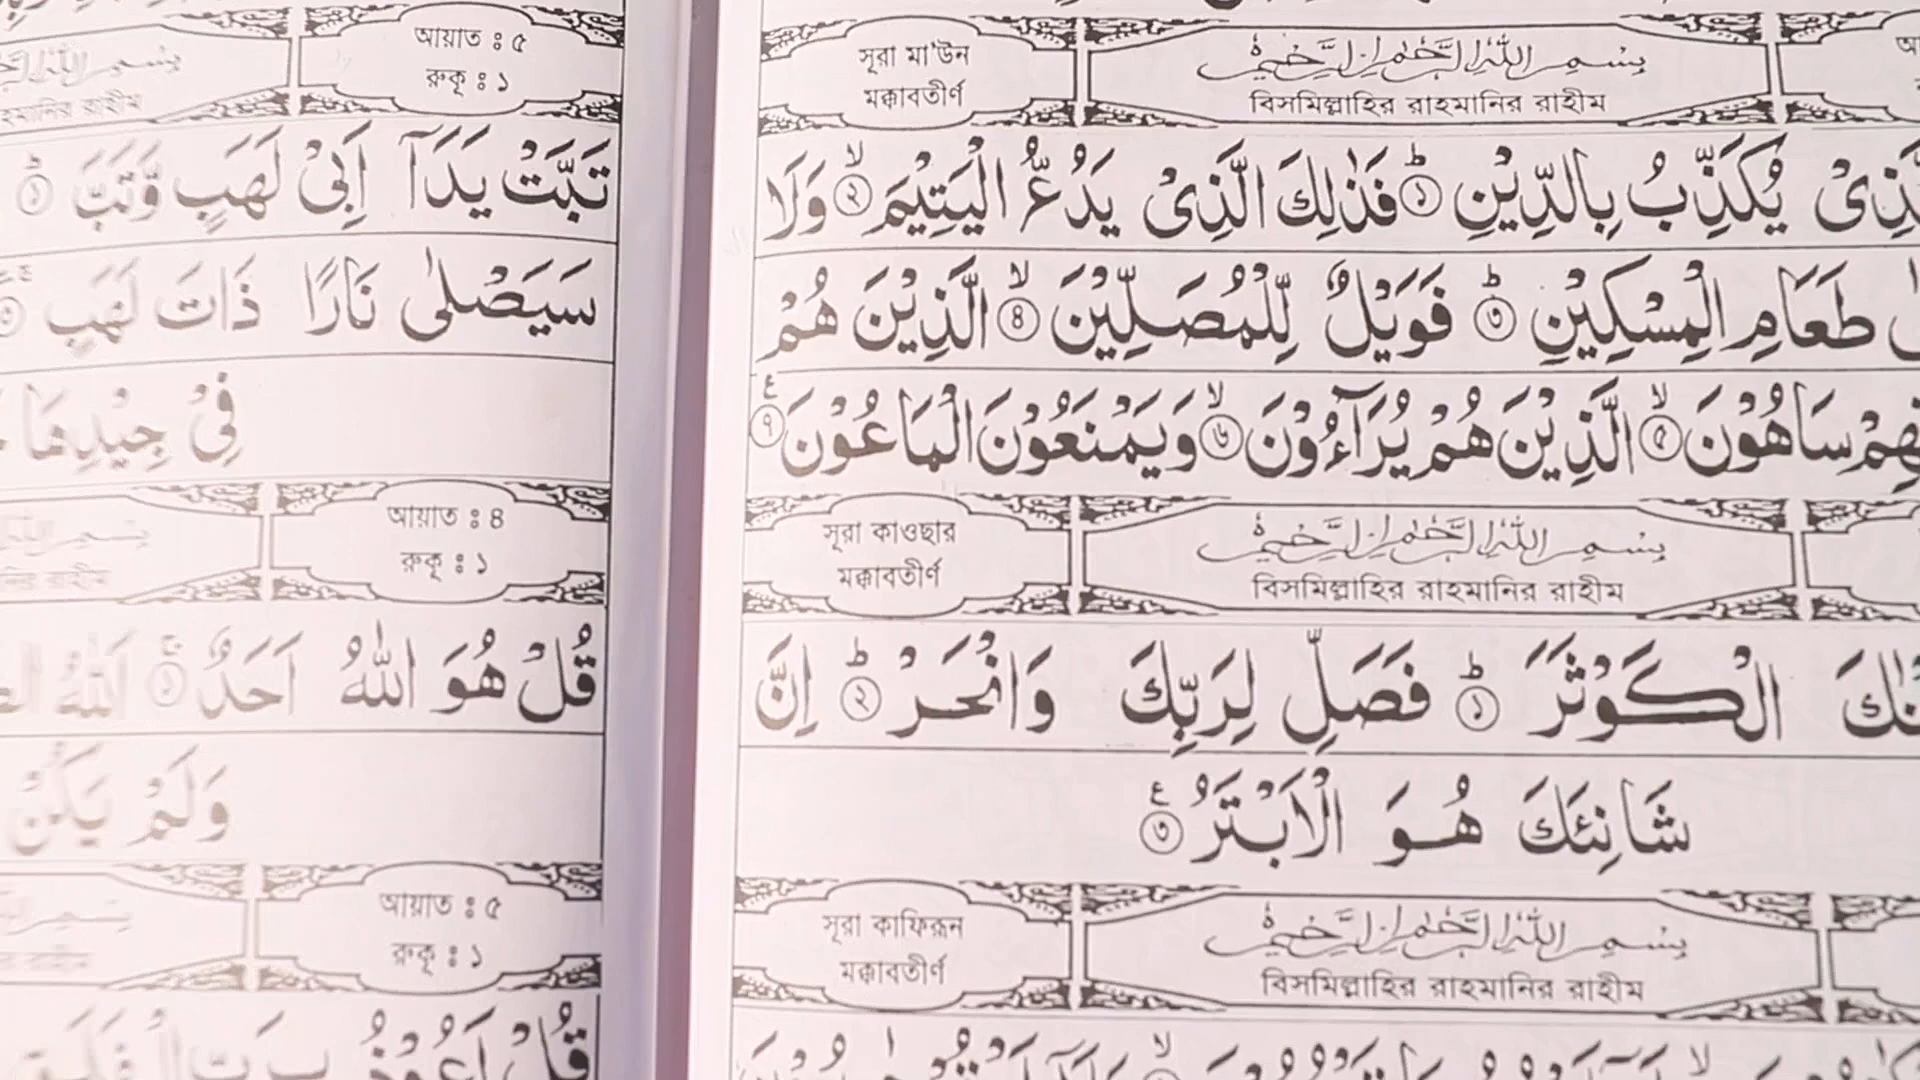 সূরা মা'উন
মক্কাবতীর্ণ
بِسْمِ اللّٰهِ الرَّحْمٰنِ الرَّحِيْمِ
বিসমিল্লাহির রাহমানির রাহীম
يُكَذِّبُ بِالدِّيْنِ ۞١ فَذٰلِكَ الَّذِىْ يَدُعُّ الْيَتِيْمَ ۞٢ وَلَا
طَعَامِ الْمِسْكِيْنِ ۞٣ فَوَيْلٌ لِّلْمُصَلِّيْنَ ۞٤ الَّذِيْنَ هُمْ
سَاهُوْنَ ۞٥ الَّذِيْنَ هُمْ يُرَآءُوْنَ ۞٦ وَيَمْنَعُوْنَ الْمَاعُوْنَ ۞٧
সূরা কাওছার
মক্কাবতীর্ণ
بِسْمِ اللّٰهِ الرَّحْمٰنِ الرَّحِيْمِ
বিসমিল্লাহির রাহমানির রাহীম
الْكَوْثَرَ ۞١ فَصَلِّ لِرَبِّكَ وَانْحَرْ ۞٢ اِنَّ
شَانِئَكَ هُوَ الْاَبْتَرُ ۞٣
সূরা কাফিরূন
মক্কাবতীর্ণ
بِسْمِ اللّٰهِ الرَّحْمٰنِ الرَّحِيْمِ
বিসমিল্লাহির রাহমানির রাহীম
আয়াত ঃ ৫
রুকূ ঃ ১
تَبَّتْ يَدَآ اَبِىْ لَهَبٍ وَّتَبَّ ۞١
سَيَصْلٰى نَارًا ذَاتَ لَهَبٍ
فِىْ جِيْدِهَا
আয়াত ঃ ৪
রুকূ ঃ ১
قُلْ هُوَ اللّٰهُ اَحَدٌ ۞١ اَللّٰهُ
وَلَمْ يَكُنْ
আয়াত ঃ ৫
রুকূ ঃ ১
قُلْ اَعُوْذُ بِرَبِّ